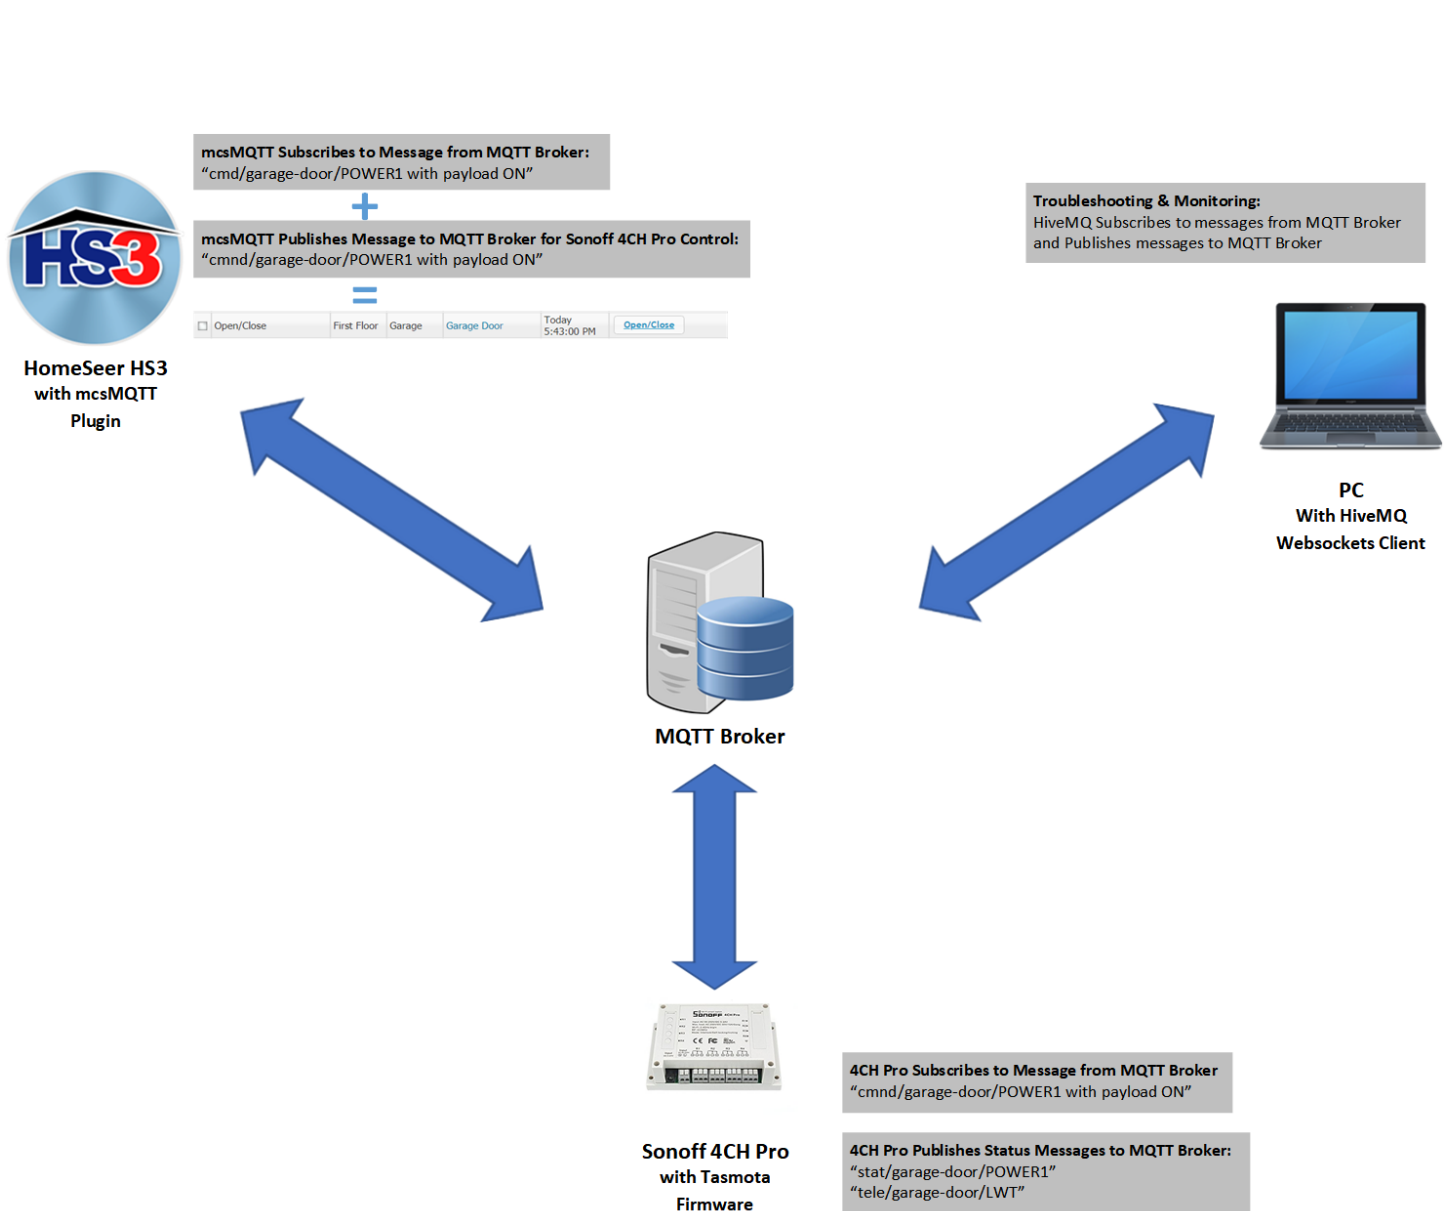 mcsMQTT Subscribes to Message from MQTT Broker:
“cmd/garage-door/POWER1 with payload ON”
+
mcsMQTT Publishes Message to MQTT Broker for Sonoff 4CH Pro Control:
“cmnd/garage-door/POWER1 with payload ON”
=
Open/Close First Floor Garage Garage Door Today 5:43:00 PM Open/Close
HS3
HomeSeer HS3
with mcsMQTT
Plugin
Troubleshooting & Monitoring:
HiveMQ Subscribes to messages from MQTT Broker
and Publishes messages to MQTT Broker
PC
With HiveMQ
Websockets Client
MQTT Broker
Sonoff 4CH Pro
CE FC
Sonoff 4CH Pro
with Tasmota
Firmware
4CH Pro Subscribes to Message from MQTT Broker
“cmnd/garage-door/POWER1 with payload ON”
4CH Pro Publishes Status Messages to MQTT Broker:
“stat/garage-door/POWER1”
“tele/garage-door/LWT”